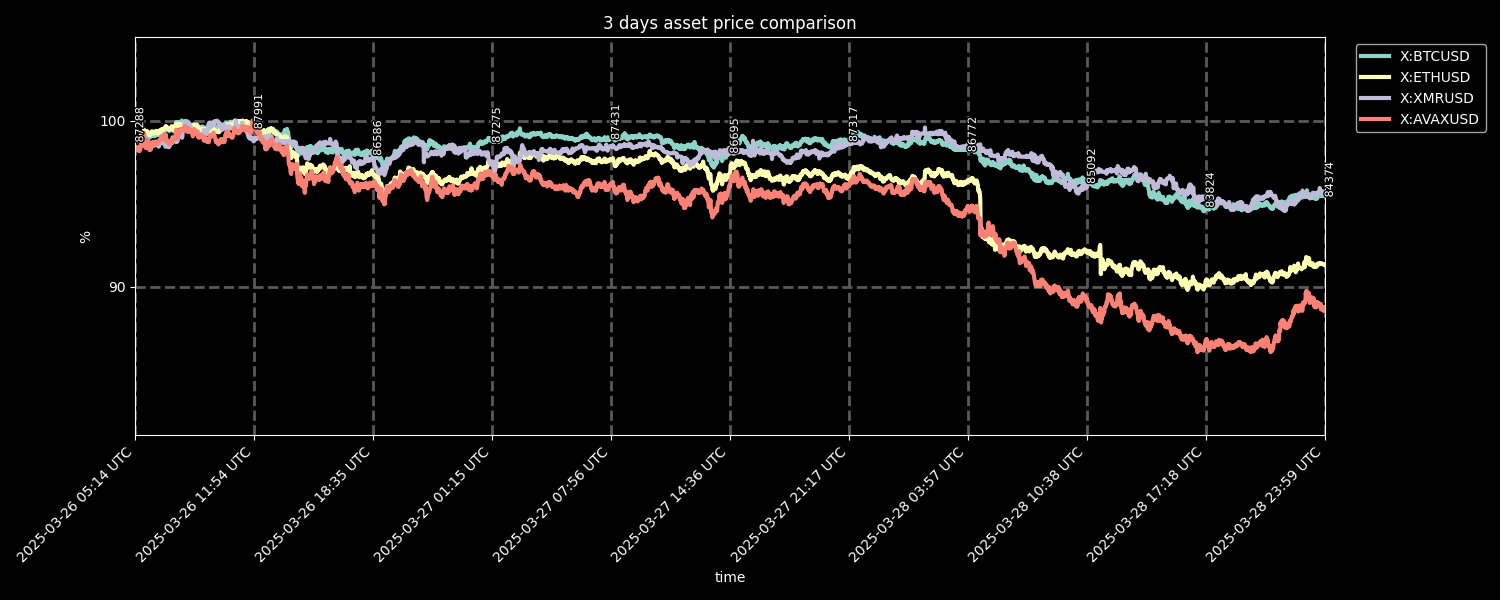 3 days asset price comparison
X:BTCUSD
X:ETHUSD
X:XMRUSD
X:AVAXUSD
100
90
%
87288
87991
86586
87275
87431
86695
87317
86772
85092
83824
84374
2025-03-26 05:14 UTC
2025-03-26 11:54 UTC
2025-03-26 18:35 UTC
2025-03-27 01:15 UTC
2025-03-27 07:56 UTC
2025-03-27 14:36 UTC
2025-03-27 21:17 UTC
2025-03-28 03:57 UTC
2025-03-28 10:38 UTC
2025-03-28 17:18 UTC
2025-03-28 23:59 UTC
time